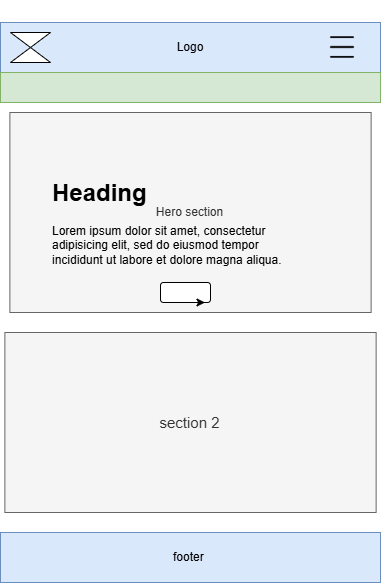 Logo
Heading
Hero section
Lorem ipsum dolor sit amet, consectetur
adipisicing elit, sed do eiusmod tempor
incididunt ut labore et dolore magna aliqua.
section 2
footer